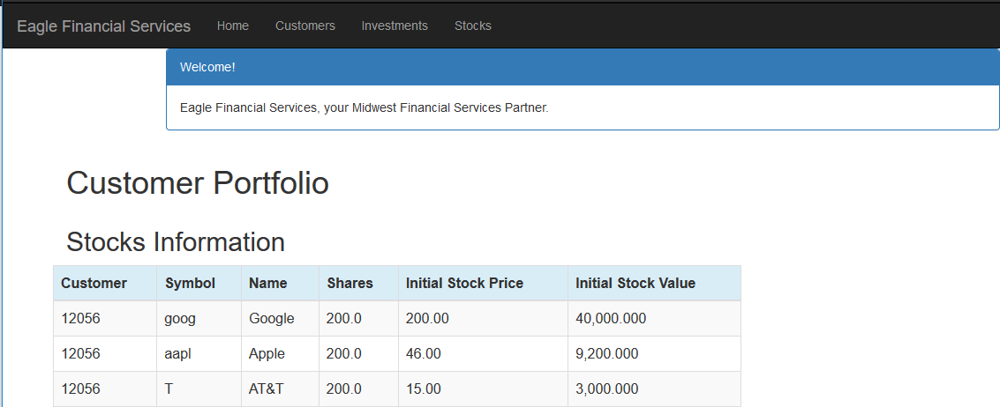 Eagle Financial Services Home Customers Investments Stocks
Welcome!
Eagle Financial Services, your Midwest Financial Services Partner.
Customer Portfolio
Stocks Information
Customer Symbol Name Shares Initial Stock Price Initial Stock Value
12056 goog Google 200.0 200.00 40,000.000
12056 aapl Apple 200.0 46.00 9,200.000
12056 T AT&T 200.0 15.00 3,000.000